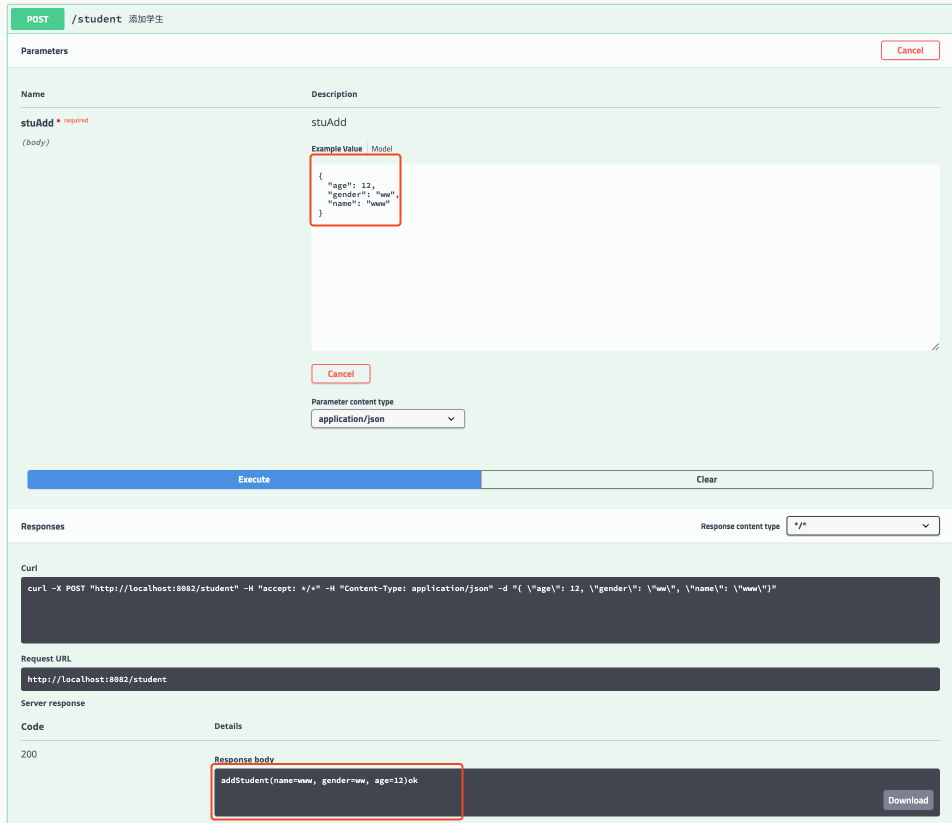 POST /student 添加学生
Parameters
Cancel
Name Description
stuAdd * required stuAdd
(body)
Example Value Model
{
"age": 12,
"gender": "ww",
"name": "www"
}
Cancel
Parameter content type
application/json
Execute Clear
Responses Response content type */*
Curl
curl -X POST "http://localhost:8082/student" -H "accept: */*" -H "Content-Type: application/json" -d "{ \"age\": 12, \"gender\": \"ww\", \"name\": \"www\"}"
Request URL
http://localhost:8082/student
Server response
Code Details
200
Response body
addStudent(name=www, gender=ww, age=12)ok
Download